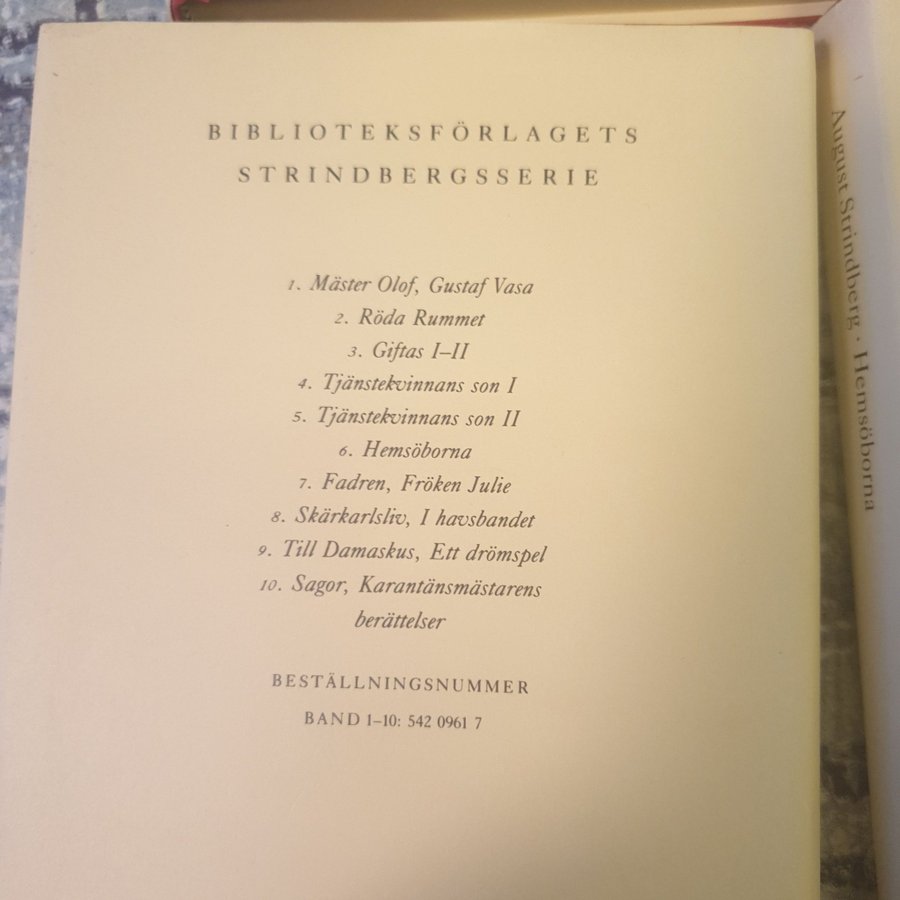 BIBLIOTEKSFÖRLAGETS
STRINDBERGSSERIE
1. Mäster Olof, Gustaf Vasa
2. Röda Rummet
3. Giftas I–II
4. Tjänstekvinnans son I
5. Tjänstekvinnans son II
6. Hemsöborna
7. Fadren, Fröken Julie
8. Skärkarlsliv, I havsbandet
9. Till Damaskus, Ett drömspel
10. Sagor, Karantänsmästarens
berättelser
BESTÄLLNINGSNUMMER
BAND 1–10: 542 0961 7
August Strindberg · Hemsöborna